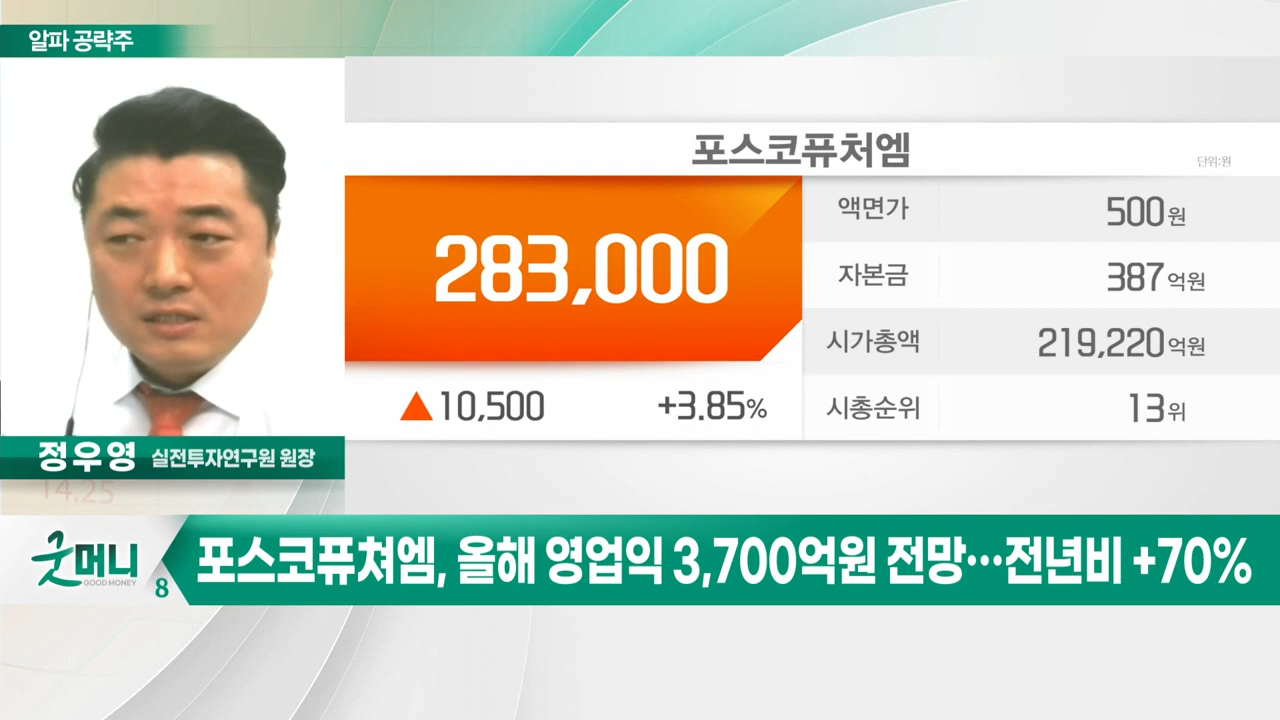 알파 공략주
포스코퓨처엠
단위:원
283,000
▲10,500 +3.85%
액면가 500원
자본금 387억원
시가총액 219,220억원
시총순위 13위
정우영 실전투자연구원 원장
14.25
굿머니
GOOD MONEY
8
포스코퓨쳐엠, 올해 영업익 3,700억원 전망…전년비 +70%